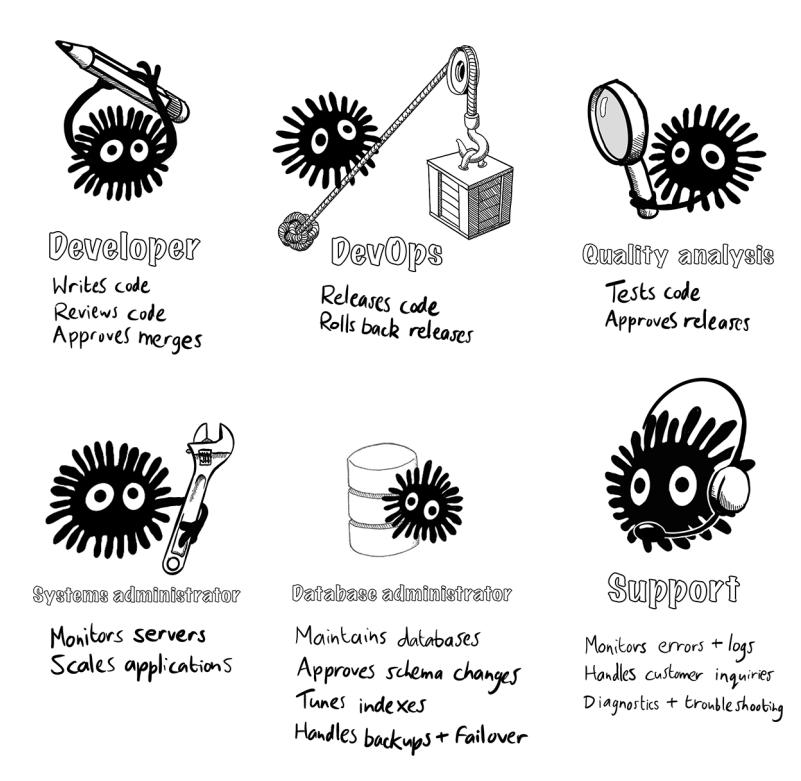 Developer
Writes code
Reviews code
Approves merges
DevOps
Releases code
Rolls back releases
Quality analysis
Tests code
Approves releases
Systems administrator
Monitors servers
Scales applications
Database administrator
Maintains databases
Approves schema changes
Tunes indexes
Handles backups + Failover
Support
Monitors errors + logs
Handles customer inquiries
Diagnostics + troubleshooting